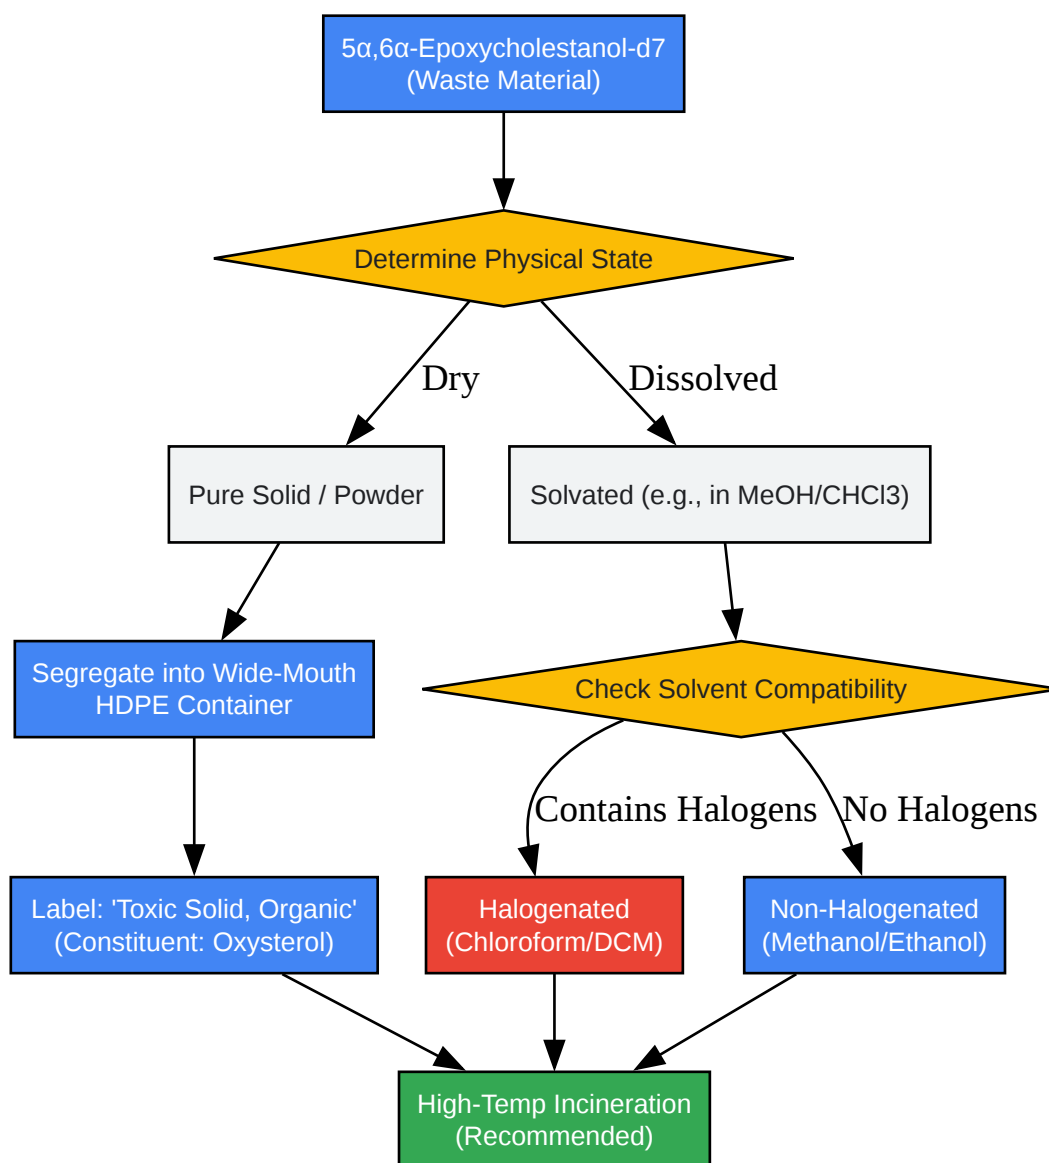 5α,6α-Epoxycholestanol-d7
(Waste Material)
Determine Physical State
Dry
Dissolved
Pure Solid / Powder
Solvated (e.g., in MeOH/CHCl3)
Segregate into Wide-Mouth
HDPE Container
Check Solvent Compatibility
Contains Halogens
No Halogens
Label: 'Toxic Solid, Organic'
(Constituent: Oxysterol)
Halogenated
(Chloroform/DCM)
Non-Halogenated
(Methanol/Ethanol)
High-Temp Incineration
(Recommended)